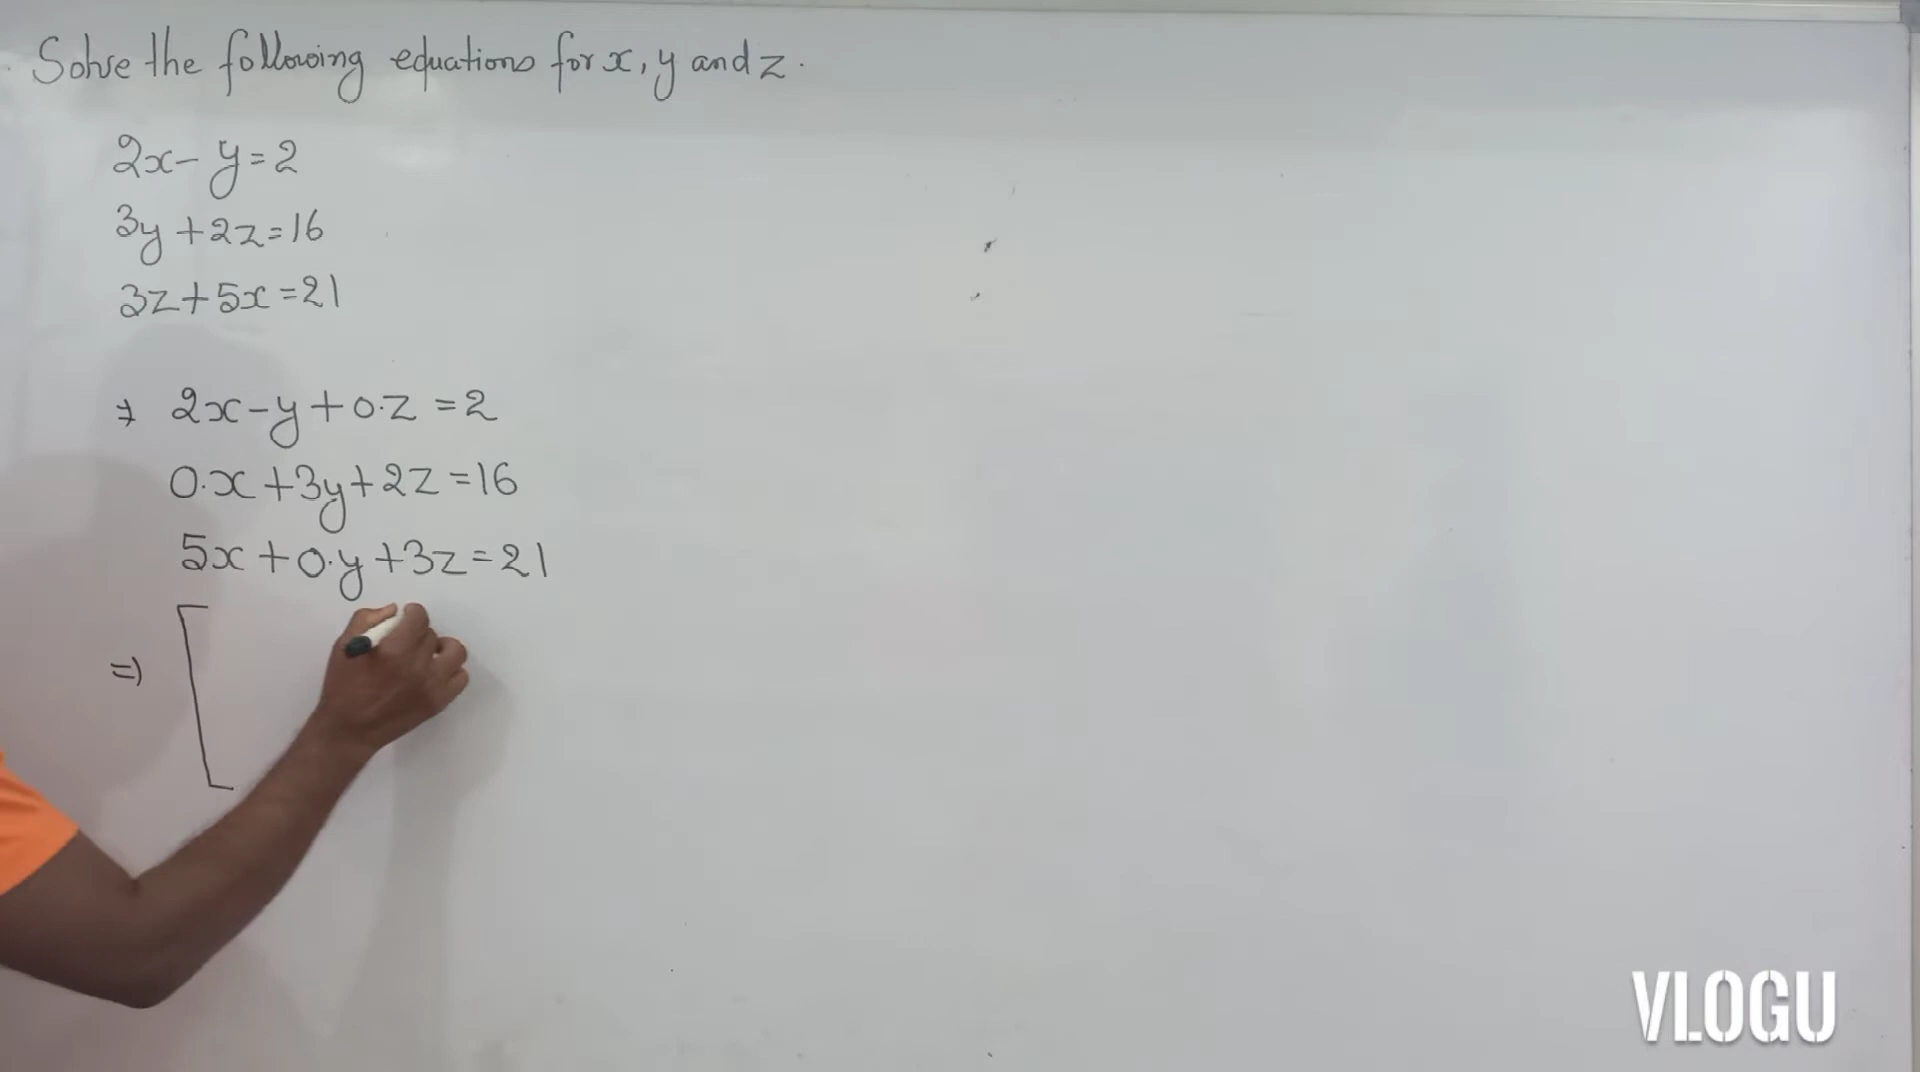 Solve the following equations for x, y and z.
2x - y = 2
3y + 2z = 16
3z + 5x = 21
⇒ 2x - y + 0·z = 2
0·x + 3y + 2z = 16
5x + 0·y + 3z = 21
⇒ [
VLOGU